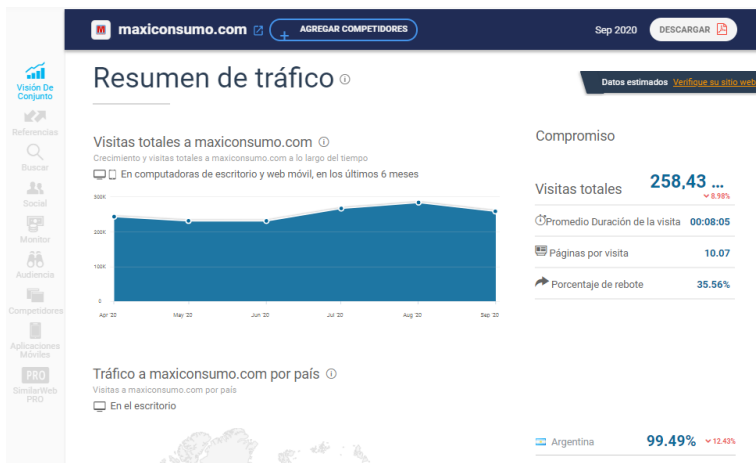 maxiconsumo.com
+ AGREGAR COMPETIDORES
Sep 2020
DESCARGAR
Visión De
Conjunto
Referencias
Buscar
Social
Monitor
Audiencia
Competidores
Aplicaciones
Móviles
PRO
SimilarWeb
PRO
Resumen de tráfico
Datos estimados Verifique su sitio web
Visitas totales a maxiconsumo.com
Crecimiento y visitas totales a maxiconsumo.com a lo largo del tiempo
En computadoras de escritorio y web móvil, en los últimos 6 meses
300K
200K
100K
0
Apr '20 May '20 Jun '20 Jul '20 Aug '20 Sep '20
Compromiso
Visitas totales 258,43 ...
8.98%
Promedio Duración de la visita 00:08:05
Páginas por visita 10.07
Porcentaje de rebote 35.56%
Tráfico a maxiconsumo.com por país
Visitas a maxiconsumo.com por país
En el escritorio
Argentina 99.49% 12.43%